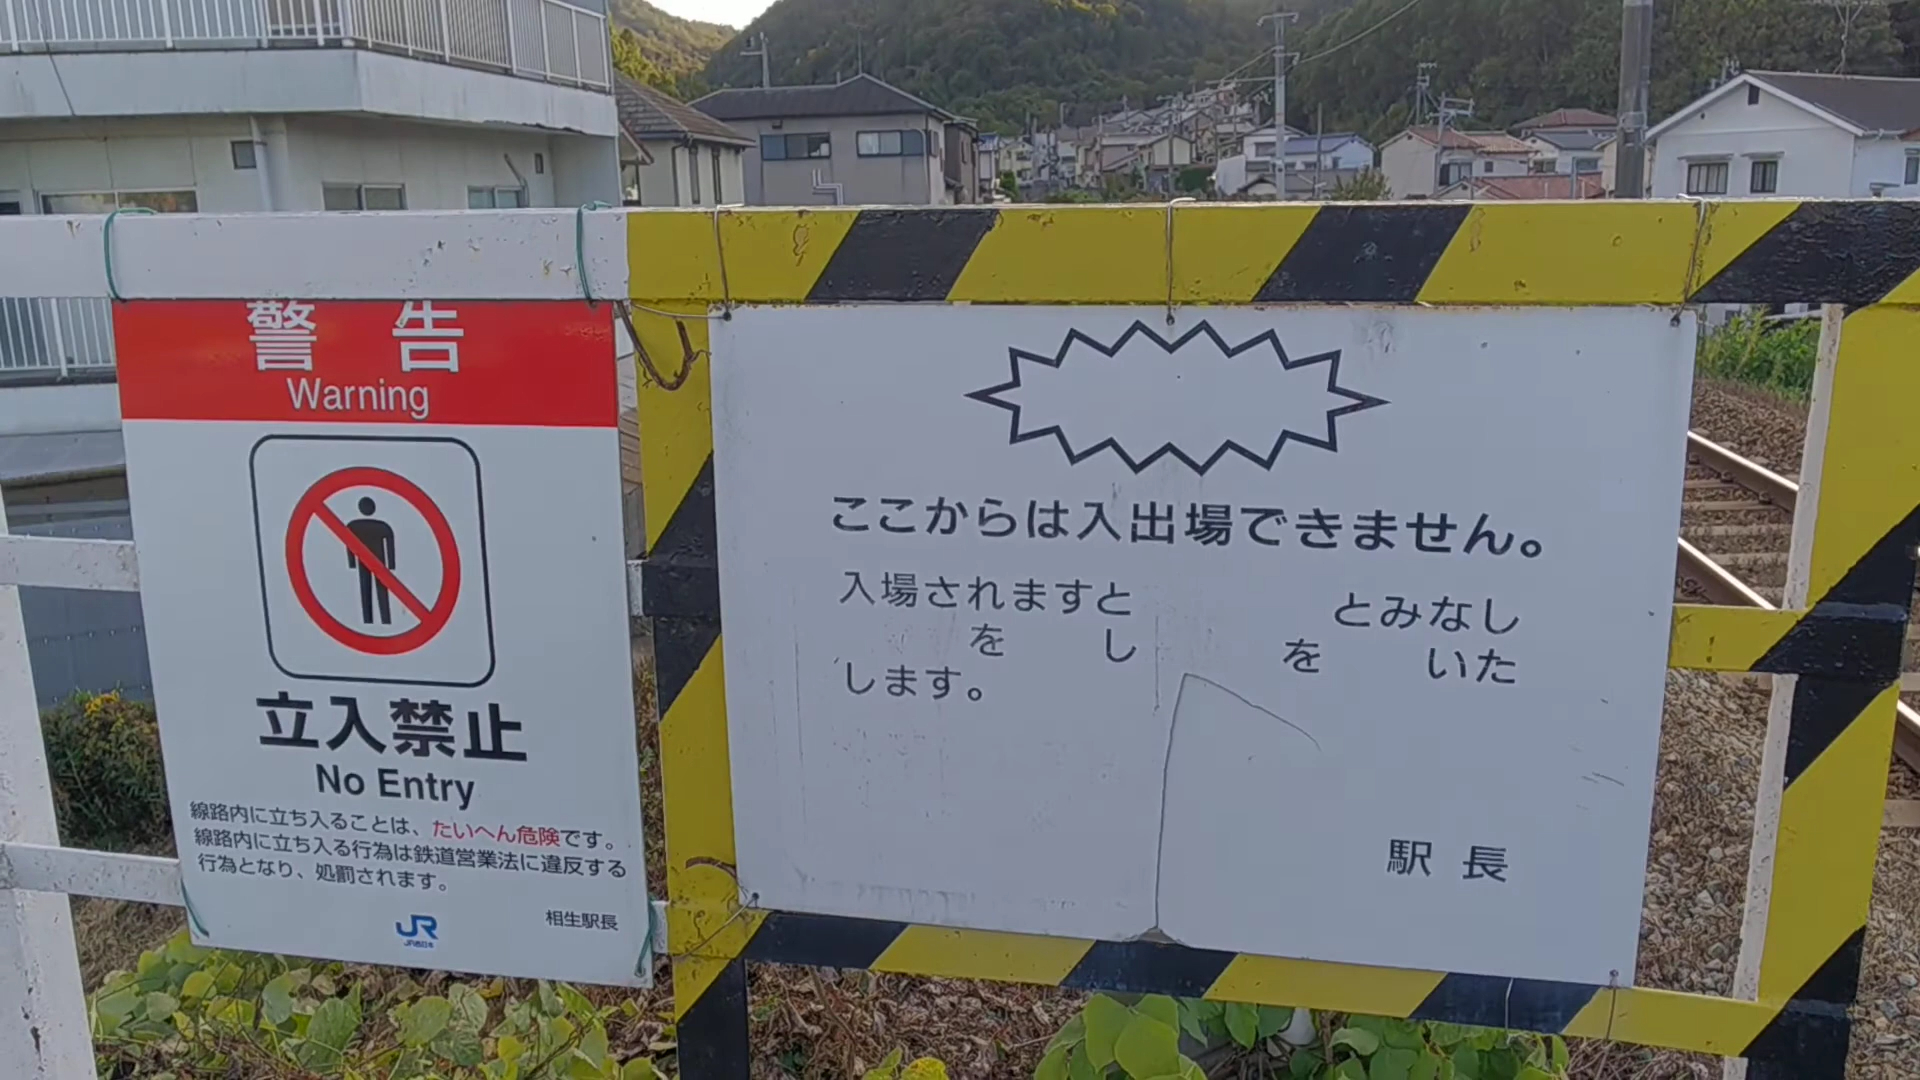 警告
Warning
立入禁止
No Entry
線路内に立ち入ることは、たいへん危険です。
線路内に立ち入る行為は鉄道営業法に違反する
行為となり、処罰されます。
JR
JR西日本
相生駅長
ここからは入出場できません。
入場されますと とみなし
を し を いた
します。
駅長